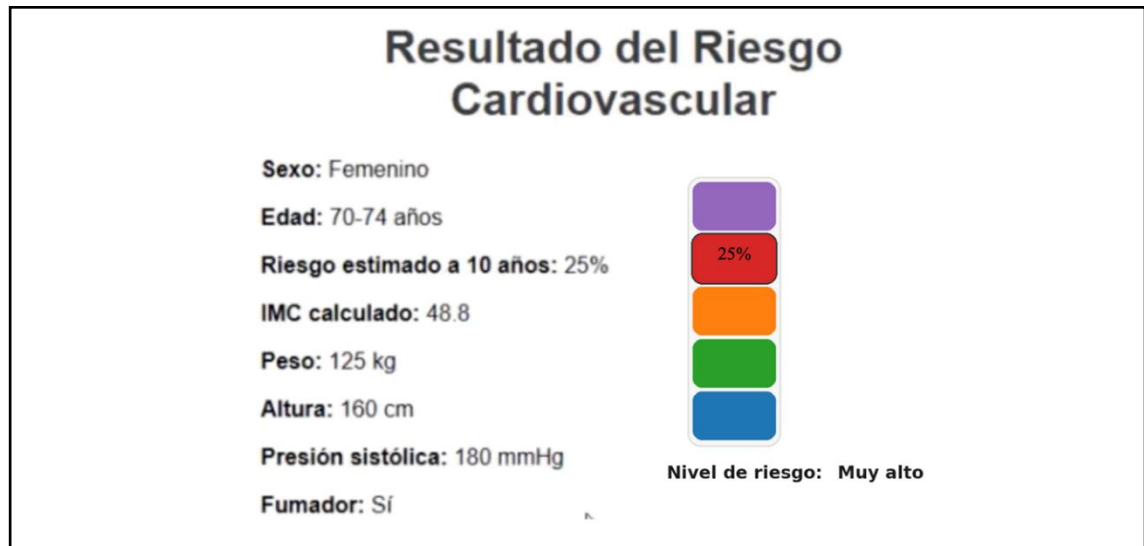 Resultado del Riesgo
Cardiovascular
Sexo: Femenino
Edad: 70-74 años
Riesgo estimado a 10 años: 25%
IMC calculado: 48.8
Peso: 125 kg
Altura: 160 cm
Presión sistólica: 180 mmHg
Fumador: Sí
25%
Nivel de riesgo: Muy alto